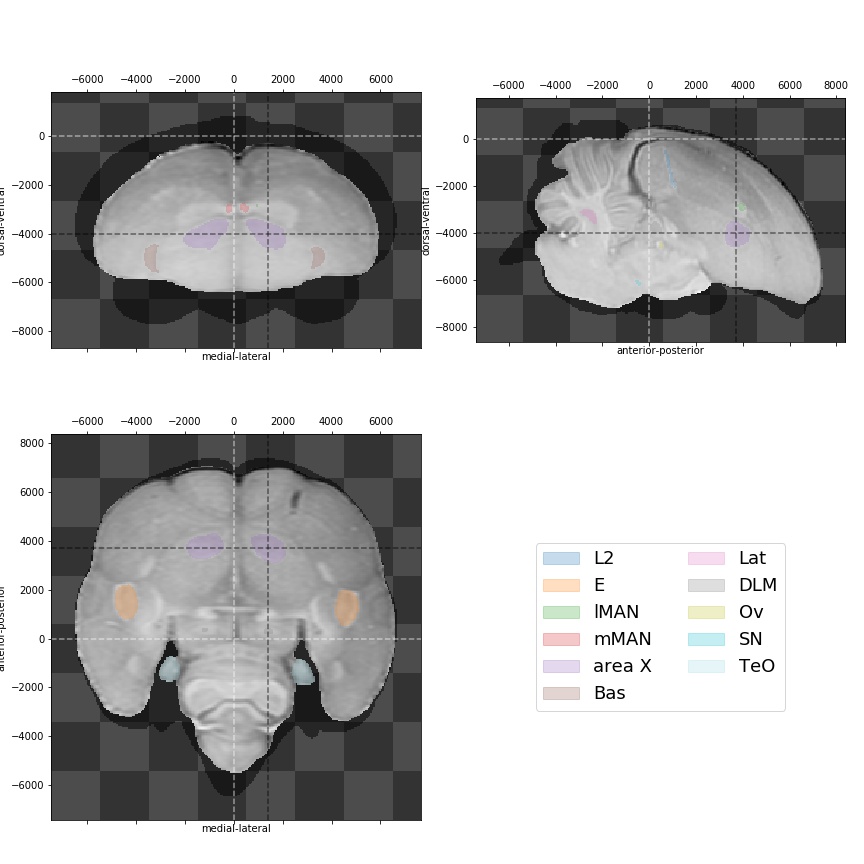 −6000 −4000 −2000 0 2000 4000 6000
0
−2000
−4000
−6000
−8000
dorsal-ventral
medial-lateral
−6000 −4000 −2000 0 2000 4000 6000 8000
0
−2000
−4000
−6000
−8000
dorsal-ventral
anterior-posterior
−6000 −4000 −2000 0 2000 4000 6000
8000
6000
4000
2000
0
−2000
−4000
−6000
anterior-posterior
medial-lateral
L2
E
lMAN
mMAN
area X
Bas
Lat
DLM
Ov
SN
TeO